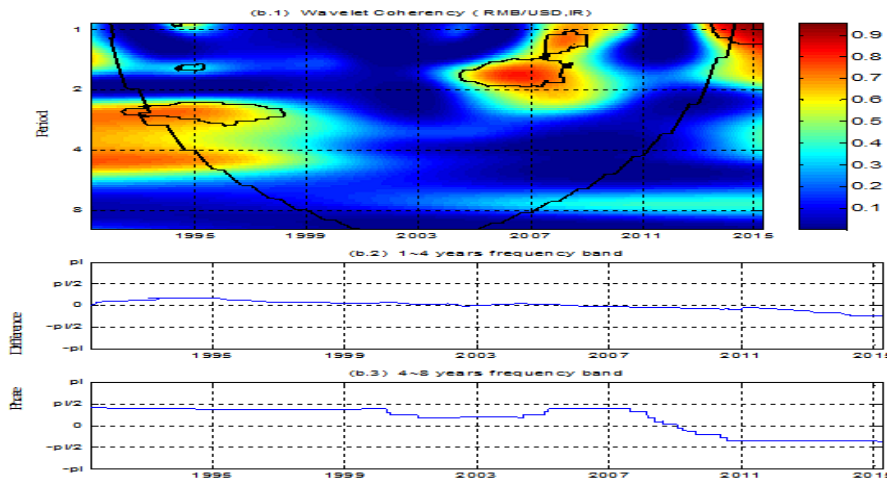 (b.1) Wavelet Coherency (RMB/USD,IR)
1
2
4
8
Period
1995 1999 2003 2007 2011 2015
0.9
0.8
0.7
0.6
0.5
0.4
0.3
0.2
0.1
(b.2) 1~4 years frequency band
pi
pi/2
0
-pi/2
-pi
Difference
1995 1999 2003 2007 2011 2015
(b.3) 4~8 years frequency band
pi
pi/2
0
-pi/2
-pi
Phase
1995 1999 2003 2007 2011 2015